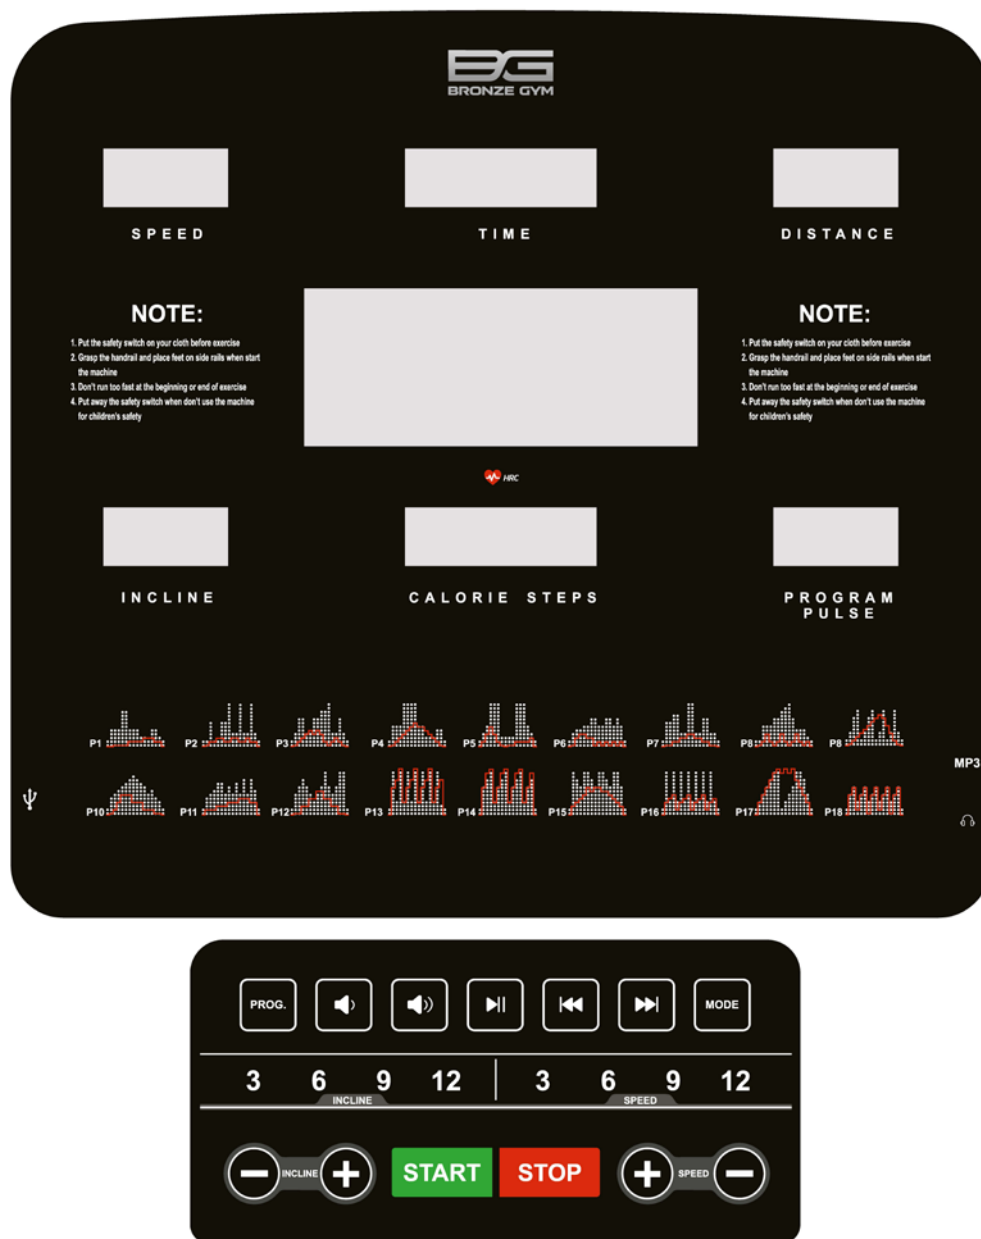 BG
BRONZE GYM
SPEED
TIME
DISTANCE
NOTE:
1. Put the safety switch on your cloth before exercise
2. Grasp the handrail and place feet on side rails when start
the machine
3. Don't run too fast at the beginning or end of exercise
4. Put away the safety switch when don't use the machine
for children's safety
NOTE:
1. Put the safety switch on your cloth before exercise
2. Grasp the handrail and place feet on side rails when start
the machine
3. Don't run too fast at the beginning or end of exercise
4. Put away the safety switch when don't use the machine
for children's safety
HRC
INCLINE
CALORIE STEPS
PROGRAM
PULSE
P1 P2 P3 P4 P5 P6 P7 P8 P8
MP3
P10 P11 P12 P13 P14 P15 P16 P17 P18
PROG.
MODE
3 6 9 12 3 6 9 12
INCLINE SPEED
INCLINE START STOP SPEED